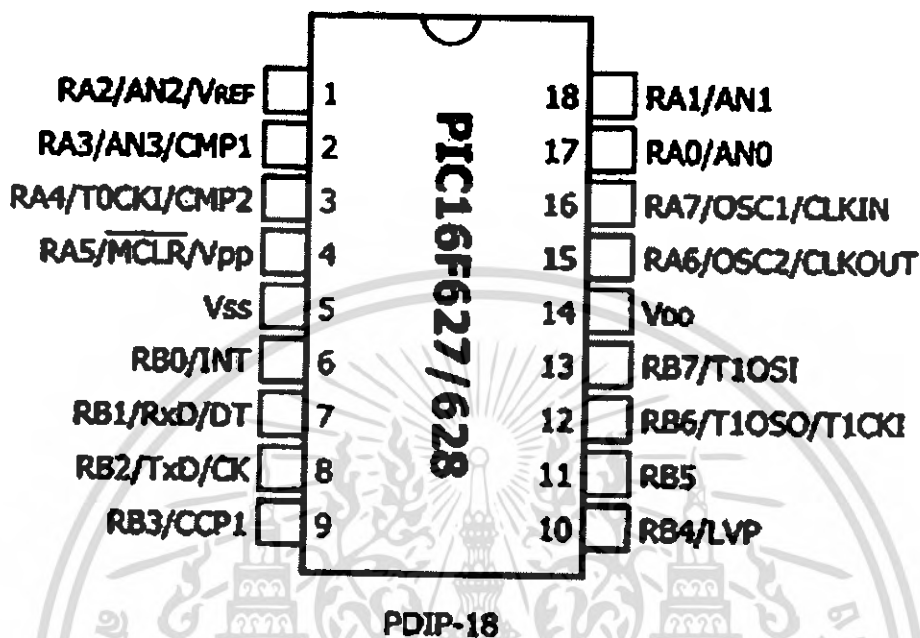 RA2/AN2/VREF 1 18 RA1/AN1
RA3/AN3/CMP1 2 17 RA0/AN0
RA4/T0CKI/CMP2 3 16 RA7/OSC1/CLKIN
RA5/MCLR/Vpp 4 15 RA6/OSC2/CLKOUT
Vss 5 14 VDD
RB0/INT 6 13 RB7/T1OSI
RB1/RxD/DT 7 12 RB6/T1OSO/T1CKI
RB2/TxD/CK 8 11 RB5
RB3/CCP1 9 10 RB4/LVP
PIC16F627/628
PDIP-18